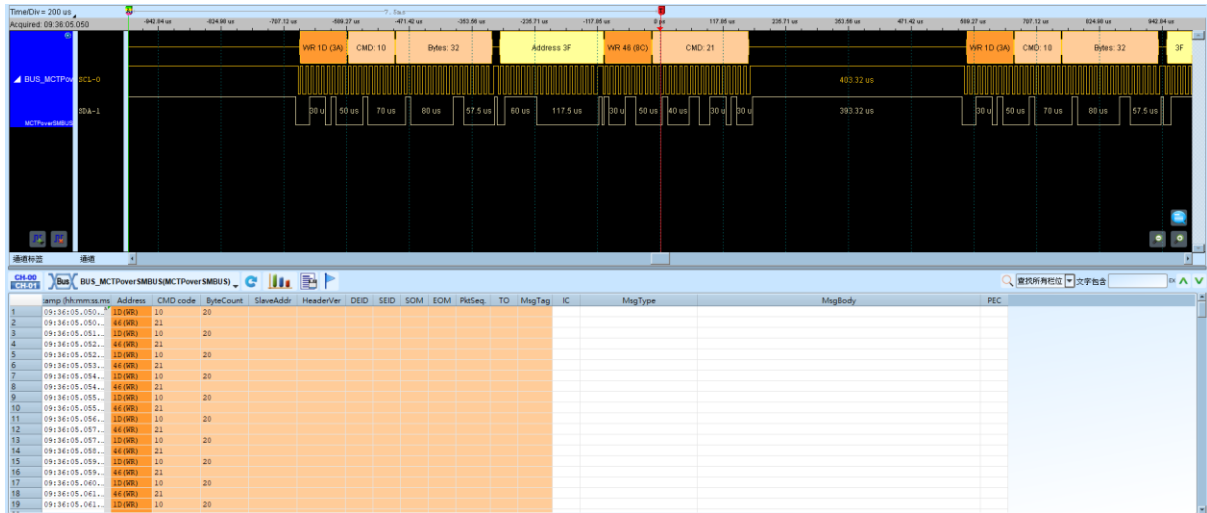 Time/Div = 200 us
7.8ms
Acquired: 09:36:05.050
-942.94 us -824.98 us -707.12 us -589.27 us -471.42 us -353.56 us -235.71 us -117.85 us 0 us 117.85 us 235.71 us 353.56 us 471.42 us 589.27 us 707.12 us 824.98 us 942.94 us
WR 1D (3A) CMD: 10 Bytes: 32 Address 3F WR 46 (8C) CMD: 21 WR 1D (3A) CMD: 10 Bytes: 32 3F
BUS_MCTPov SCL-0 403.32 us
SDA-1 30 u 50 us 70 us 80 us 57.5 us 60 us 117.5 us 30 u 50 us 40 us 30 u 30 u 393.32 us 30 u 50 us 70 us 80 us 57.5 us
MCTPoverSMBUS
通道标签 通道
CH-00
CH-01 Bus BUS_MCTPoverSMBUS(MCTPoverSMBUS) 查找所有栏位 文字包含
tamp (hh:mm:ss.ms Address CMD code ByteCount SlaveAddr HeaderVer DEID SEID SOM EOM PktSeq. TO MsgTag IC MsgType MsgBody PEC
1 09:36:05.050.. 1D(WR) 10 20
2 09:36:05.050.. 46(WR) 21
3 09:36:05.051.. 1D(WR) 10 20
4 09:36:05.052.. 46(WR) 21
5 09:36:05.052.. 1D(WR) 10 20
6 09:36:05.053.. 46(WR) 21
7 09:36:05.054.. 1D(WR) 10 20
8 09:36:05.054.. 46(WR) 21
9 09:36:05.055.. 1D(WR) 10 20
10 09:36:05.055.. 46(WR) 21
11 09:36:05.056.. 1D(WR) 10 20
12 09:36:05.057.. 46(WR) 21
13 09:36:05.057.. 1D(WR) 10 20
14 09:36:05.058.. 46(WR) 21
15 09:36:05.059.. 1D(WR) 10 20
16 09:36:05.059.. 46(WR) 21
17 09:36:05.060.. 1D(WR) 10 20
18 09:36:05.061.. 46(WR) 21
19 09:36:05.061.. 1D(WR) 10 20